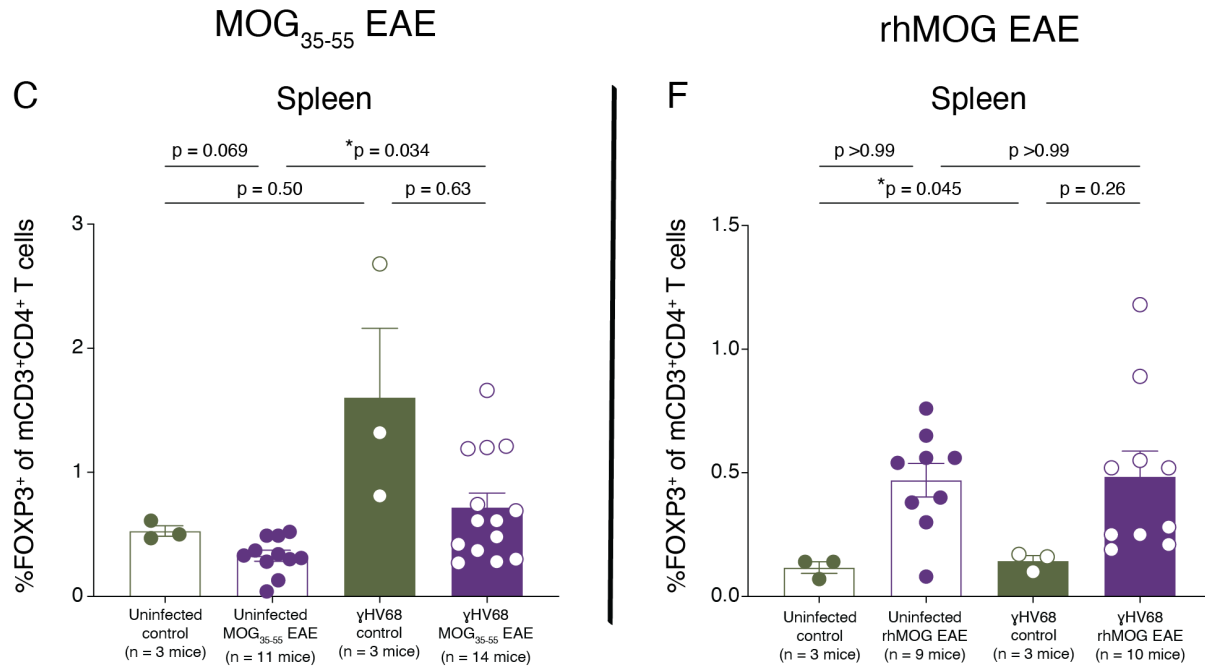 MOG35-55 EAE
rhMOG EAE
C
Spleen
p = 0.069
*p = 0.034
p = 0.50
p = 0.63
%FOXP3+ of mCD3+CD4+ T cells
3
2
1
0
Uninfected
control
(n = 3 mice)
Uninfected
MOG35-55 EAE
(n = 11 mice)
ɣHV68
control
(n = 3 mice)
ɣHV68
MOG35-55 EAE
(n = 14 mice)
F
Spleen
p >0.99
p >0.99
*p = 0.045
p = 0.26
%FOXP3+ of mCD3+CD4+ T cells
1.5
1.0
0.5
0.0
Uninfected
control
(n = 3 mice)
Uninfected
rhMOG EAE
(n = 9 mice)
ɣHV68
control
(n = 3 mice)
ɣHV68
rhMOG EAE
(n = 10 mice)